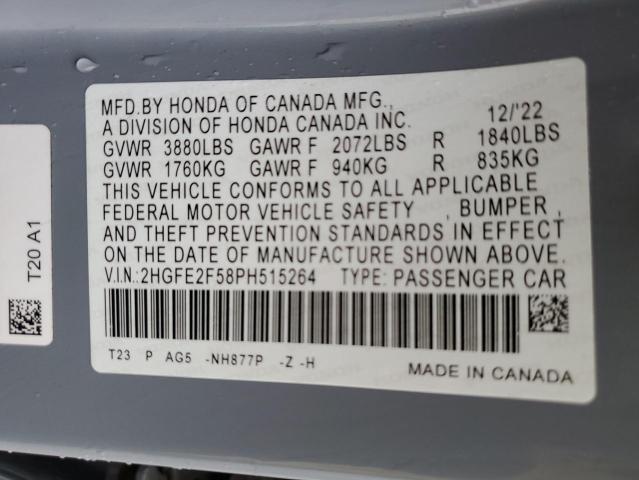 MFD.BY HONDA OF CANADA MFG.,
A DIVISION OF HONDA CANADA INC. 12/'22
GVWR 3880LBS GAWR F 2072LBS R 1840LBS
GVWR 1760KG GAWR F 940KG R 835KG
THIS VEHICLE CONFORMS TO ALL APPLICABLE
FEDERAL MOTOR VEHICLE SAFETY , BUMPER ,
AND THEFT PREVENTION STANDARDS IN EFFECT
ON THE DATE OF MANUFACTURE SHOWN ABOVE.
V.I.N.:2HGFE2F58PH515264 TYPE: PASSENGER CAR
T23 P AG5 -NH877P -Z -H
MADE IN CANADA
T20 A1